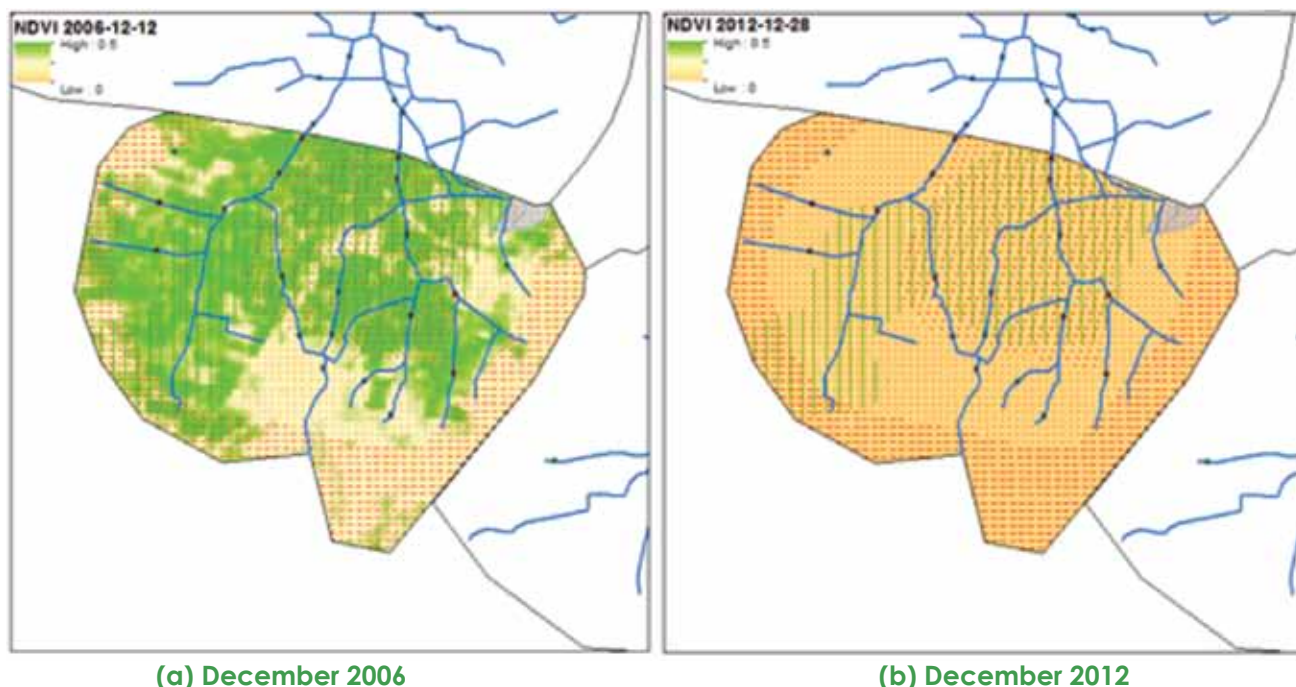 NDVI 2006-12-12
High : 0.5
Low : 0
NDVI 2012-12-28
High : 0.5
Low : 0
(a) December 2006
(b) December 2012